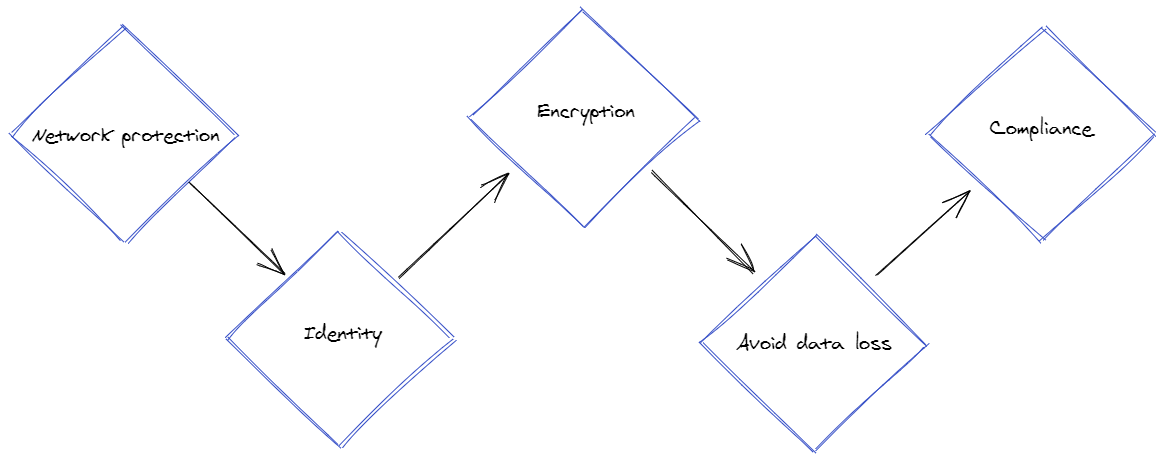 Network protection
Identity
Encryption
Avoid data loss
Compliance